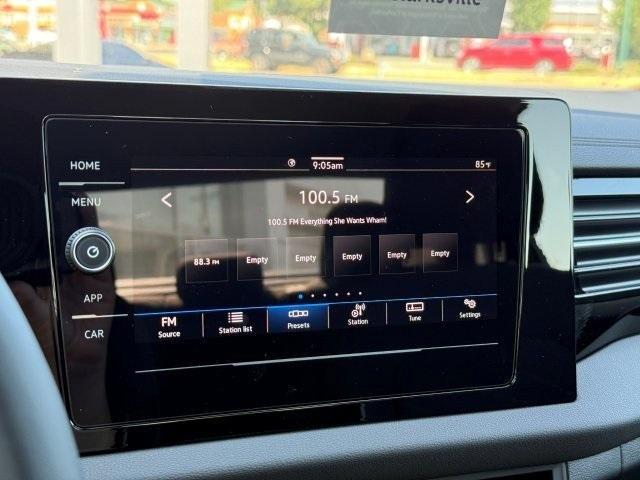 arksville
HOME
MENU
APP
CAR
9:05am
85°F
100.5 FM
100.5 FM Everything She Wants Wham!
88.3 FM
Empty
Empty
Empty
Empty
Empty
FM
Source
Station list
Presets
Station
Tune
Settings